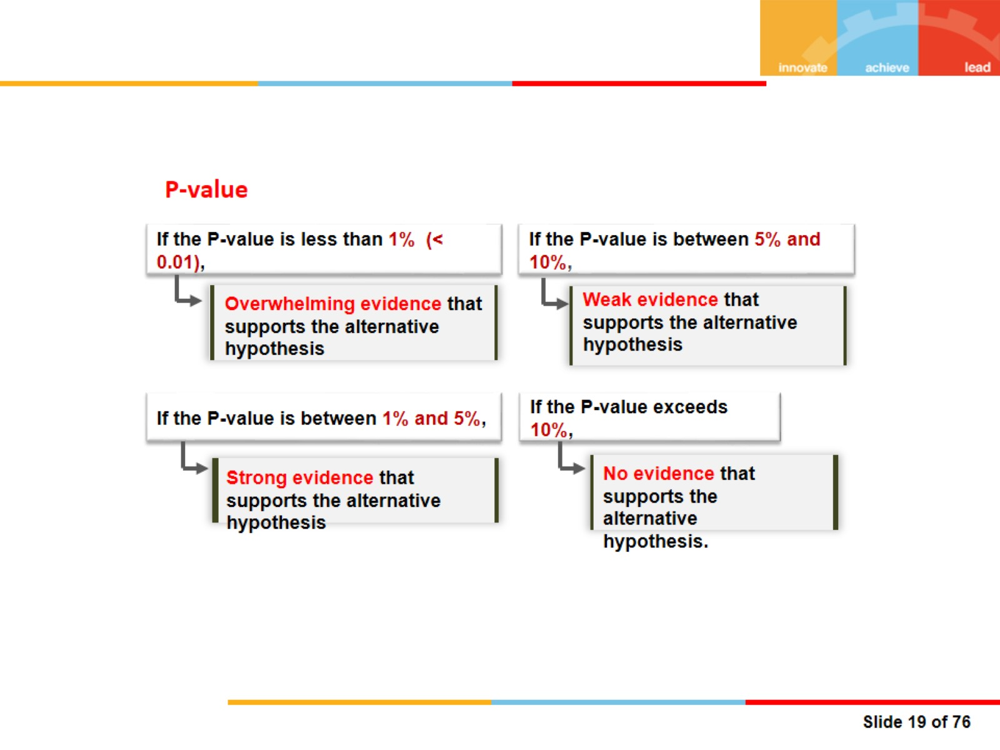 innovate achieve lead
P-value
If the P-value is less than 1% (<
0.01),
Overwhelming evidence that
supports the alternative
hypothesis
If the P-value is between 5% and
10%,
Weak evidence that
supports the alternative
hypothesis
If the P-value is between 1% and 5%,
Strong evidence that
supports the alternative
hypothesis
If the P-value exceeds
10%,
No evidence that
supports the
alternative
hypothesis.
Slide 19 of 76